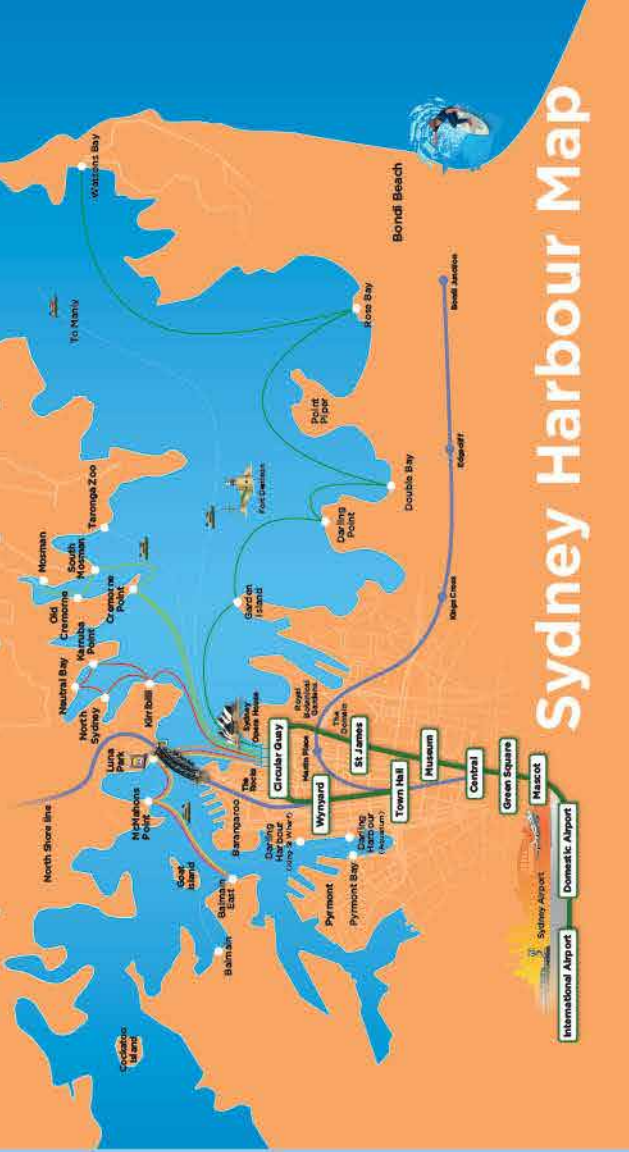 Sydney Harbour Map
North Shore line
Cockatoo
Island
Balmain
Balmain
East
Goat
Island
McMahons
Point
Luna
Park
North
Sydney
Neutral Bay
Kirribilli
Karraba
Point
Old
Cremorne
Mosman
South
Mosman
Cremorne
Point
Taronga Zoo
To Manly
Watsons Bay
Rose Bay
Point
Piper
Double Bay
Darling
Point
Fort Denison
Garden
Island
Sydney
Opera House
The
Rocks
Barangaroo
Darling
Harbour
(King St Wharf)
Darling
Harbour
(Aquarium)
Pyrmont
Pyrmont Bay
Circular Quay
Wynyard
Martin Place
Royal
Botanical
Gardens
The
Domain
St James
Town Hall
Museum
Central
Green Square
Mascot
Domestic Airport
International Airport
Sydney Airport
Kings Cross
Edgecliff
Bondi Junction
Bondi Beach